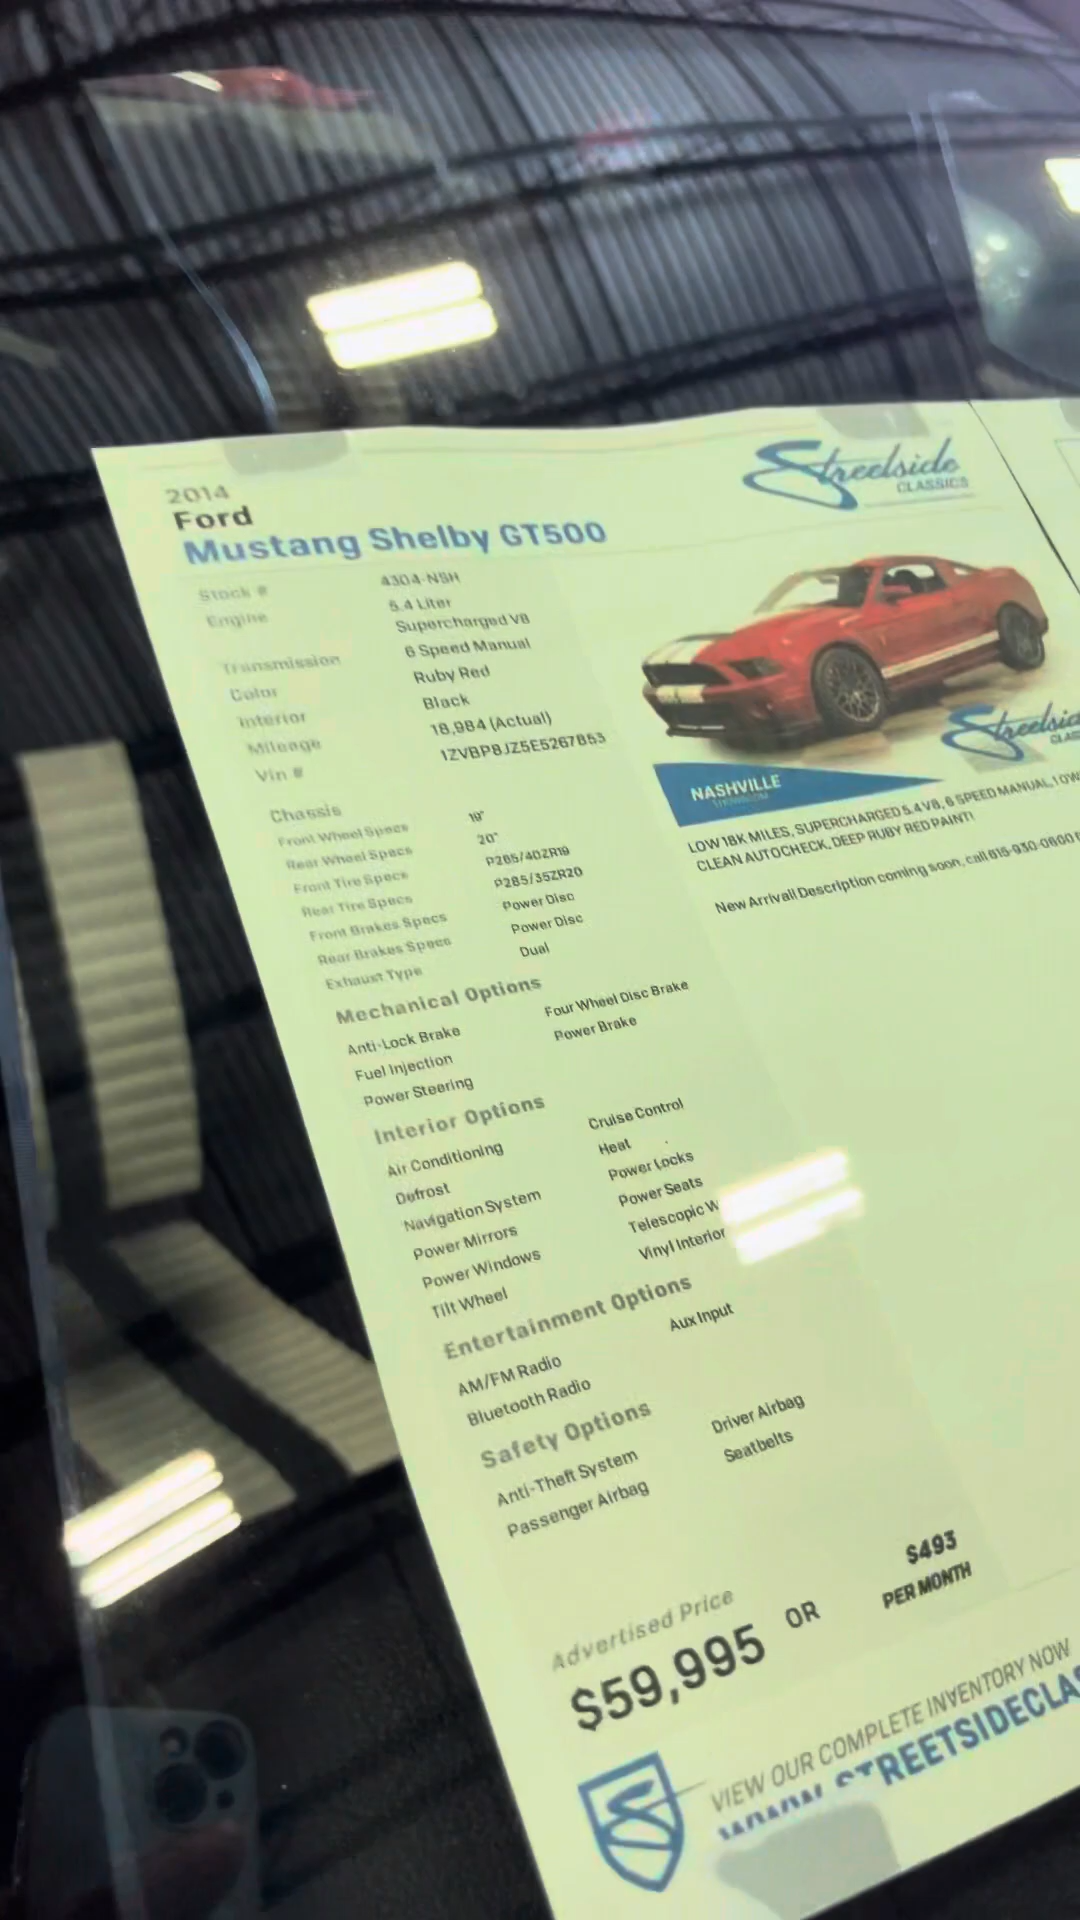 2014
Ford
Mustang Shelby GT500
Streetside
CLASSICS
Stock # 4304-NSH
Engine 5.4 Liter
Supercharged V8
Transmission 6 Speed Manual
Color Ruby Red
Interior Black
Mileage 18,984 (Actual)
Vin # 1ZVBP8JZ5E5267853
Streetside
NASHVILLE
LOW 18K MILES, SUPERCHARGED 5.4 V8, 6 SPEED MANUAL,
CLEAN AUTOCHECK, DEEP RUBY RED PAINT!
New Arrival! Description coming soon, call 615-930-0600
Chassis
Front Wheel Specs 19"
Rear Wheel Specs 20"
Front Tire Specs P265/40ZR19
Rear Tire Specs P285/35ZR20
Front Brakes Specs Power Disc
Rear Brakes Specs Power Disc
Exhaust Type Dual
Mechanical Options
Anti-Lock Brake Four Wheel Disc Brake
Fuel Injection Power Brake
Power Steering
Interior Options
Air Conditioning Cruise Control
Defrost Heat
Navigation System Power Locks
Power Mirrors Power Seats
Power Windows Telescopic W
Tilt Wheel Vinyl Interior
Entertainment Options
AM/FM Radio Aux Input
Bluetooth Radio
Safety Options
Anti-Theft System Driver Airbag
Passenger Airbag Seatbelts
Advertised Price
$59,995 OR $493
PER MONTH
VIEW OUR COMPLETE INVENTORY NOW
WWW.STREETSIDECLAS